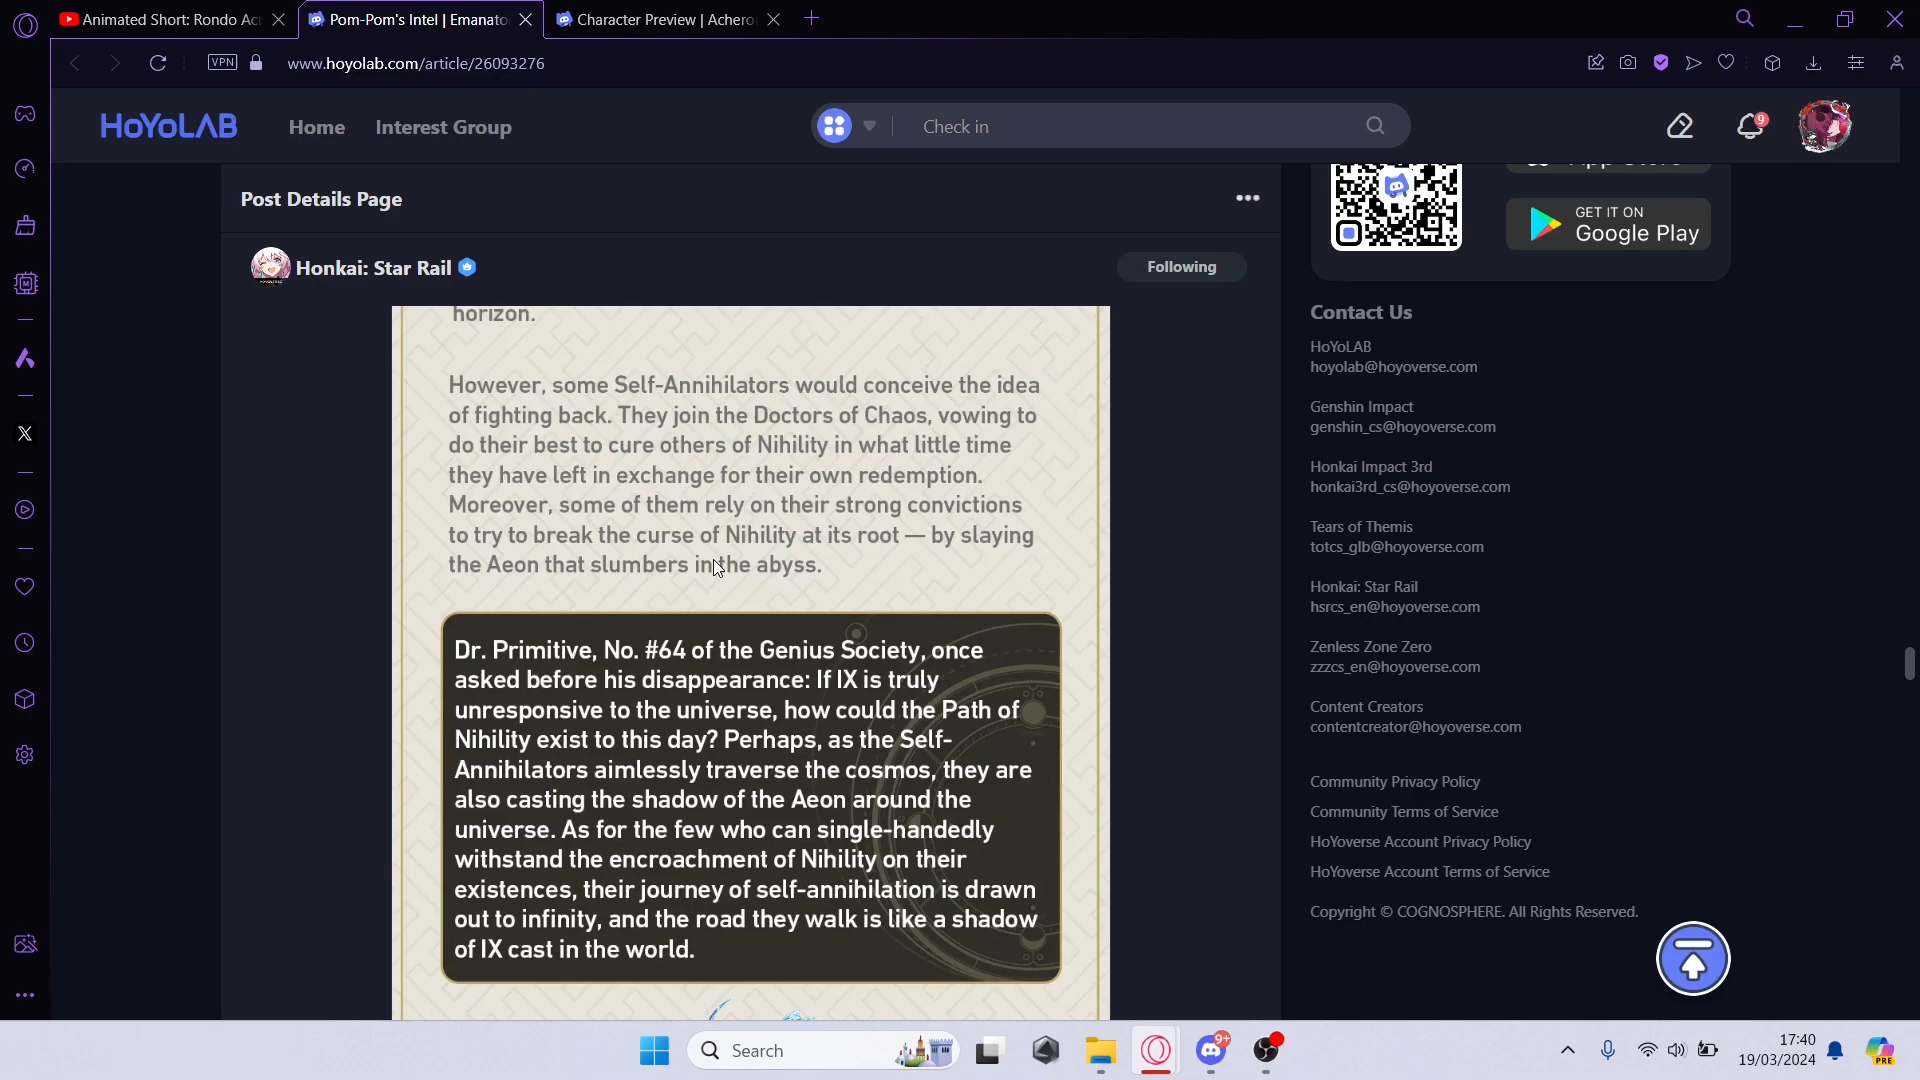 Animated Short: Rondo Ac
Pom-Pom's Intel | Emanato
Character Preview | Achero
VPN
www.hoyolab.com/article/26093276
HoYoLAB
Home
Interest Group
Check in
9
Post Details Page
GET IT ON
Google Play
Honkai: Star Rail
Following
horizon.
However, some Self-Annihilators would conceive the idea
of fighting back. They join the Doctors of Chaos, vowing to
do their best to cure others of Nihility in what little time
they have left in exchange for their own redemption.
Moreover, some of them rely on their strong convictions
to try to break the curse of Nihility at its root — by slaying
the Aeon that slumbers in the abyss.
Dr. Primitive, No. #64 of the Genius Society, once
asked before his disappearance: If IX is truly
unresponsive to the universe, how could the Path of
Nihility exist to this day? Perhaps, as the Self-
Annihilators aimlessly traverse the cosmos, they are
also casting the shadow of the Aeon around the
universe. As for the few who can single-handedly
withstand the encroachment of Nihility on their
existences, their journey of self-annihilation is drawn
out to infinity, and the road they walk is like a shadow
of IX cast in the world.
Contact Us
HoYoLAB
hoyolab@hoyoverse.com
Genshin Impact
genshin_cs@hoyoverse.com
Honkai Impact 3rd
honkai3rd_cs@hoyoverse.com
Tears of Themis
totcs_glb@hoyoverse.com
Honkai: Star Rail
hsrcs_en@hoyoverse.com
Zenless Zone Zero
zzzcs_en@hoyoverse.com
Content Creators
contentcreator@hoyoverse.com
Community Privacy Policy
Community Terms of Service
HoYoverse Account Privacy Policy
HoYoverse Account Terms of Service
Copyright © COGNOSPHERE. All Rights Reserved.
Search
9+
17:40
19/03/2024
PRE